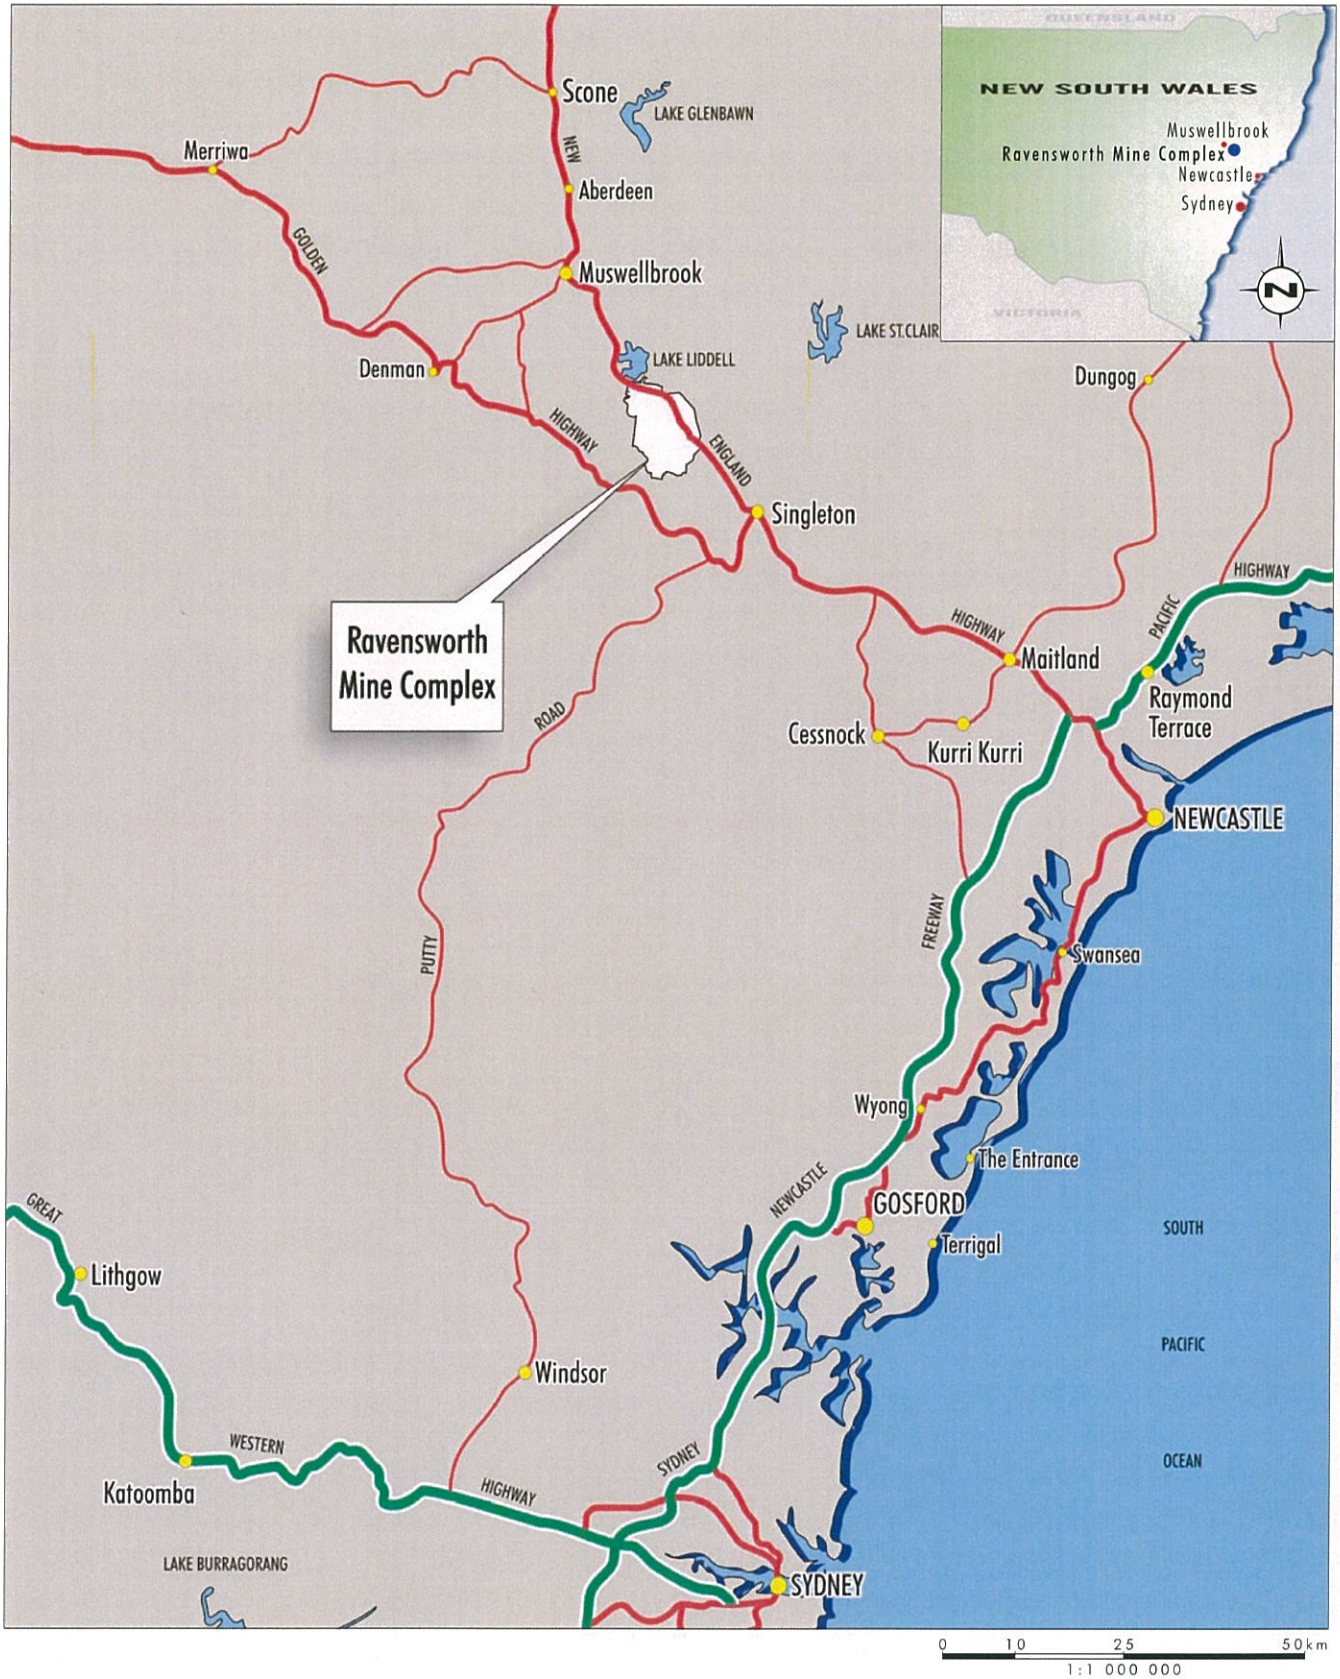 QUEENSLAND
NEW SOUTH WALES
Muswellbrook
Ravensworth Mine Complex
Newcastle
Sydney
N
VICTORIA
Scone
LAKE GLENBAWN
NEW
Merriwa
Aberdeen
GOLDEN
Muswellbrook
LAKE ST.CLAIR
LAKE LIDDELL
Denman
Dungog
HIGHWAY
ENGLAND
Singleton
HIGHWAY
PACIFIC
HIGHWAY
Ravensworth
Mine Complex
Maitland
Raymond
Terrace
ROAD
Cessnock
Kurri Kurri
NEWCASTLE
FREEWAY
PUTTY
Swansea
Wyong
The Entrance
NEWCASTLE
GOSFORD
GREAT
SOUTH
Terrigal
Lithgow
PACIFIC
Windsor
WESTERN
SYDNEY
OCEAN
Katoomba
HIGHWAY
LAKE BURRAGORANG
SYDNEY
0 10 25 50km
1:1 000 000